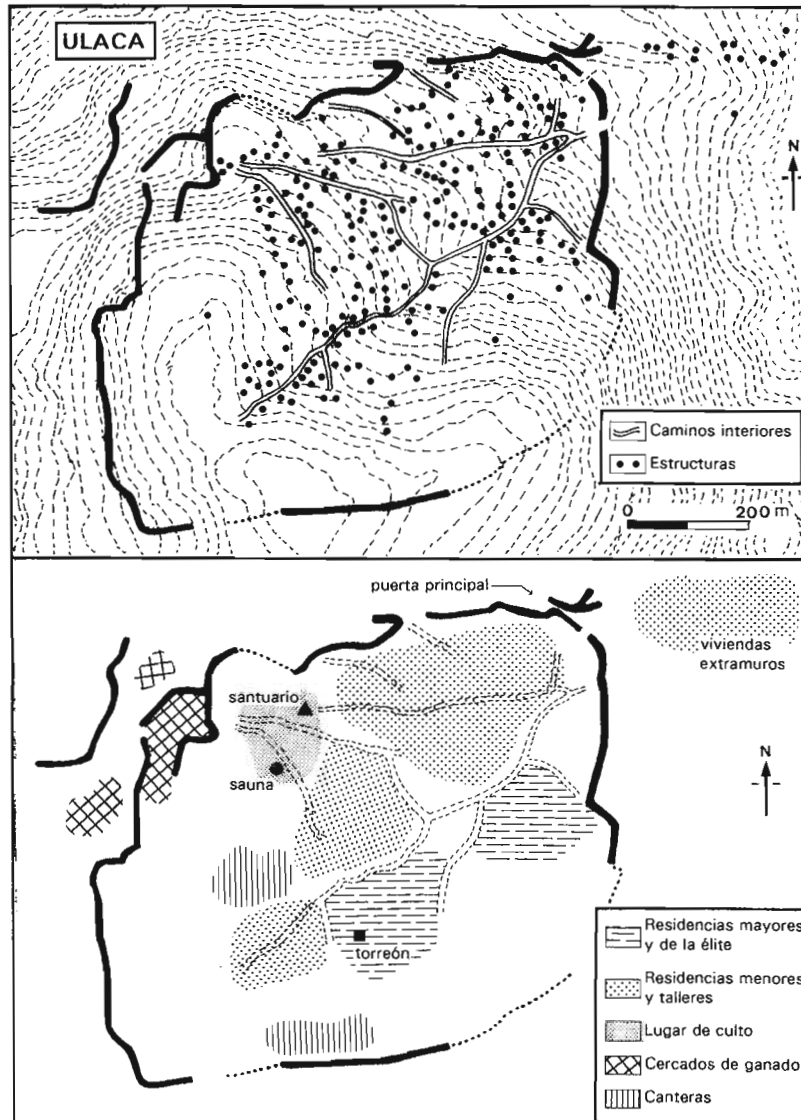 ULACA
N
Caminos interiores
Estructuras
0 200 m
puerta principal
viviendas
extramuros
santuario
sauna
N
torreón
Residencias mayores
y de la élite
Residencias menores
y talleres
Lugar de culto
Cercados de ganado
Canteras